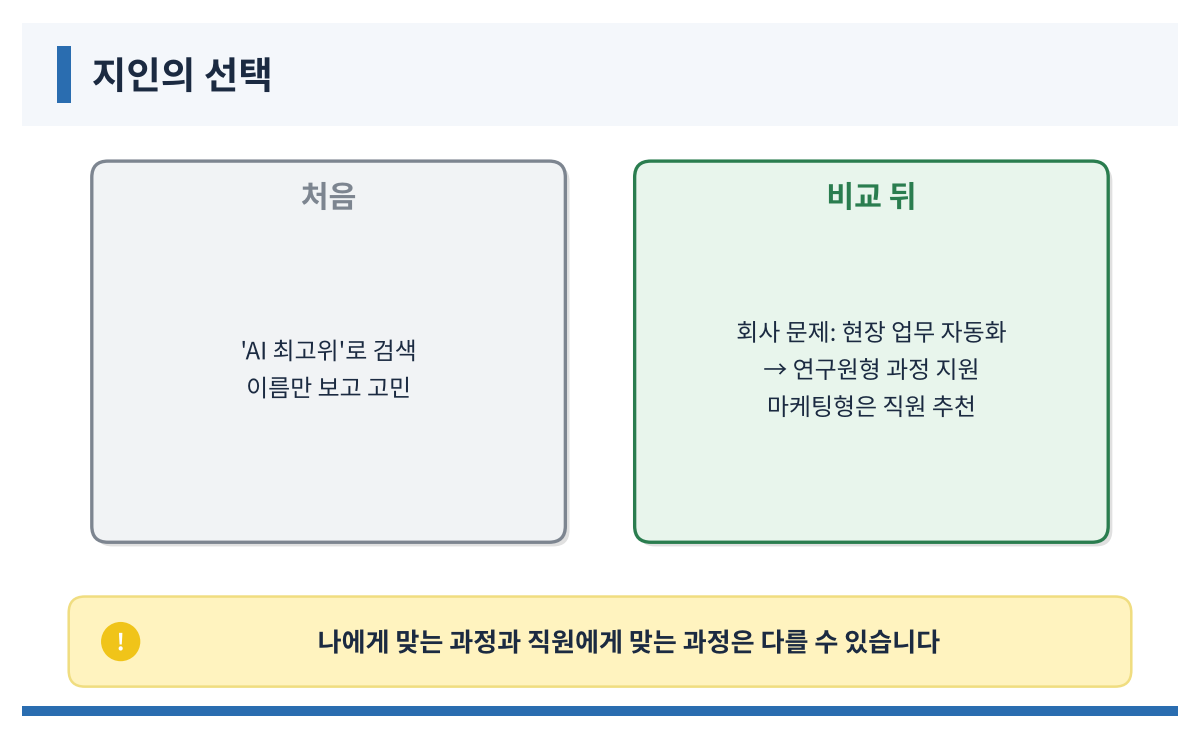 지인의 선택
처음
'AI 최고위'로 검색
이름만 보고 고민
비교 뒤
회사 문제: 현장 업무 자동화
→ 연구원형 과정 지원
마케팅형은 직원 추천
!
나에게 맞는 과정과 직원에게 맞는 과정은 다를 수 있습니다